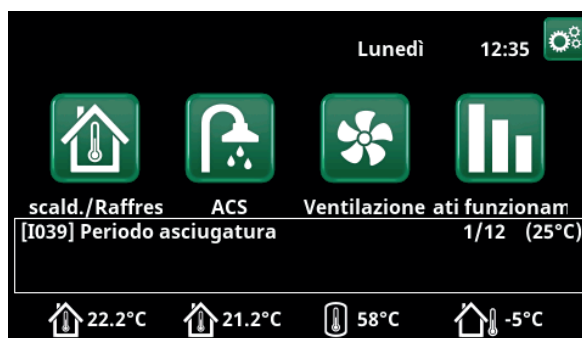 Lunedì 12:35
scald./Raffres ACS Ventilazione ati funzionam
[I039] Periodo asciugatura 1/12 (25°C)
22.2°C 21.2°C 58°C -5°C